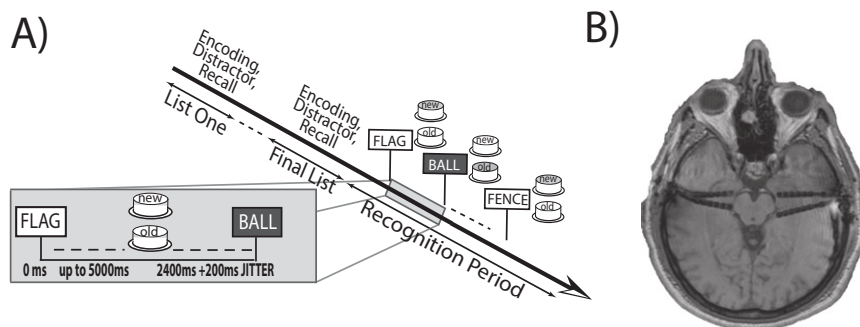 A)
B)
Encoding,
Distractor,
Recall
List One
Encoding,
Distractor,
Recall
Final List
Recognition Period
FLAG
new
old
BALL
new
old
FENCE
new
old
FLAG
new
old
BALL
0 ms up to 5000ms 2400ms +200ms JITTER